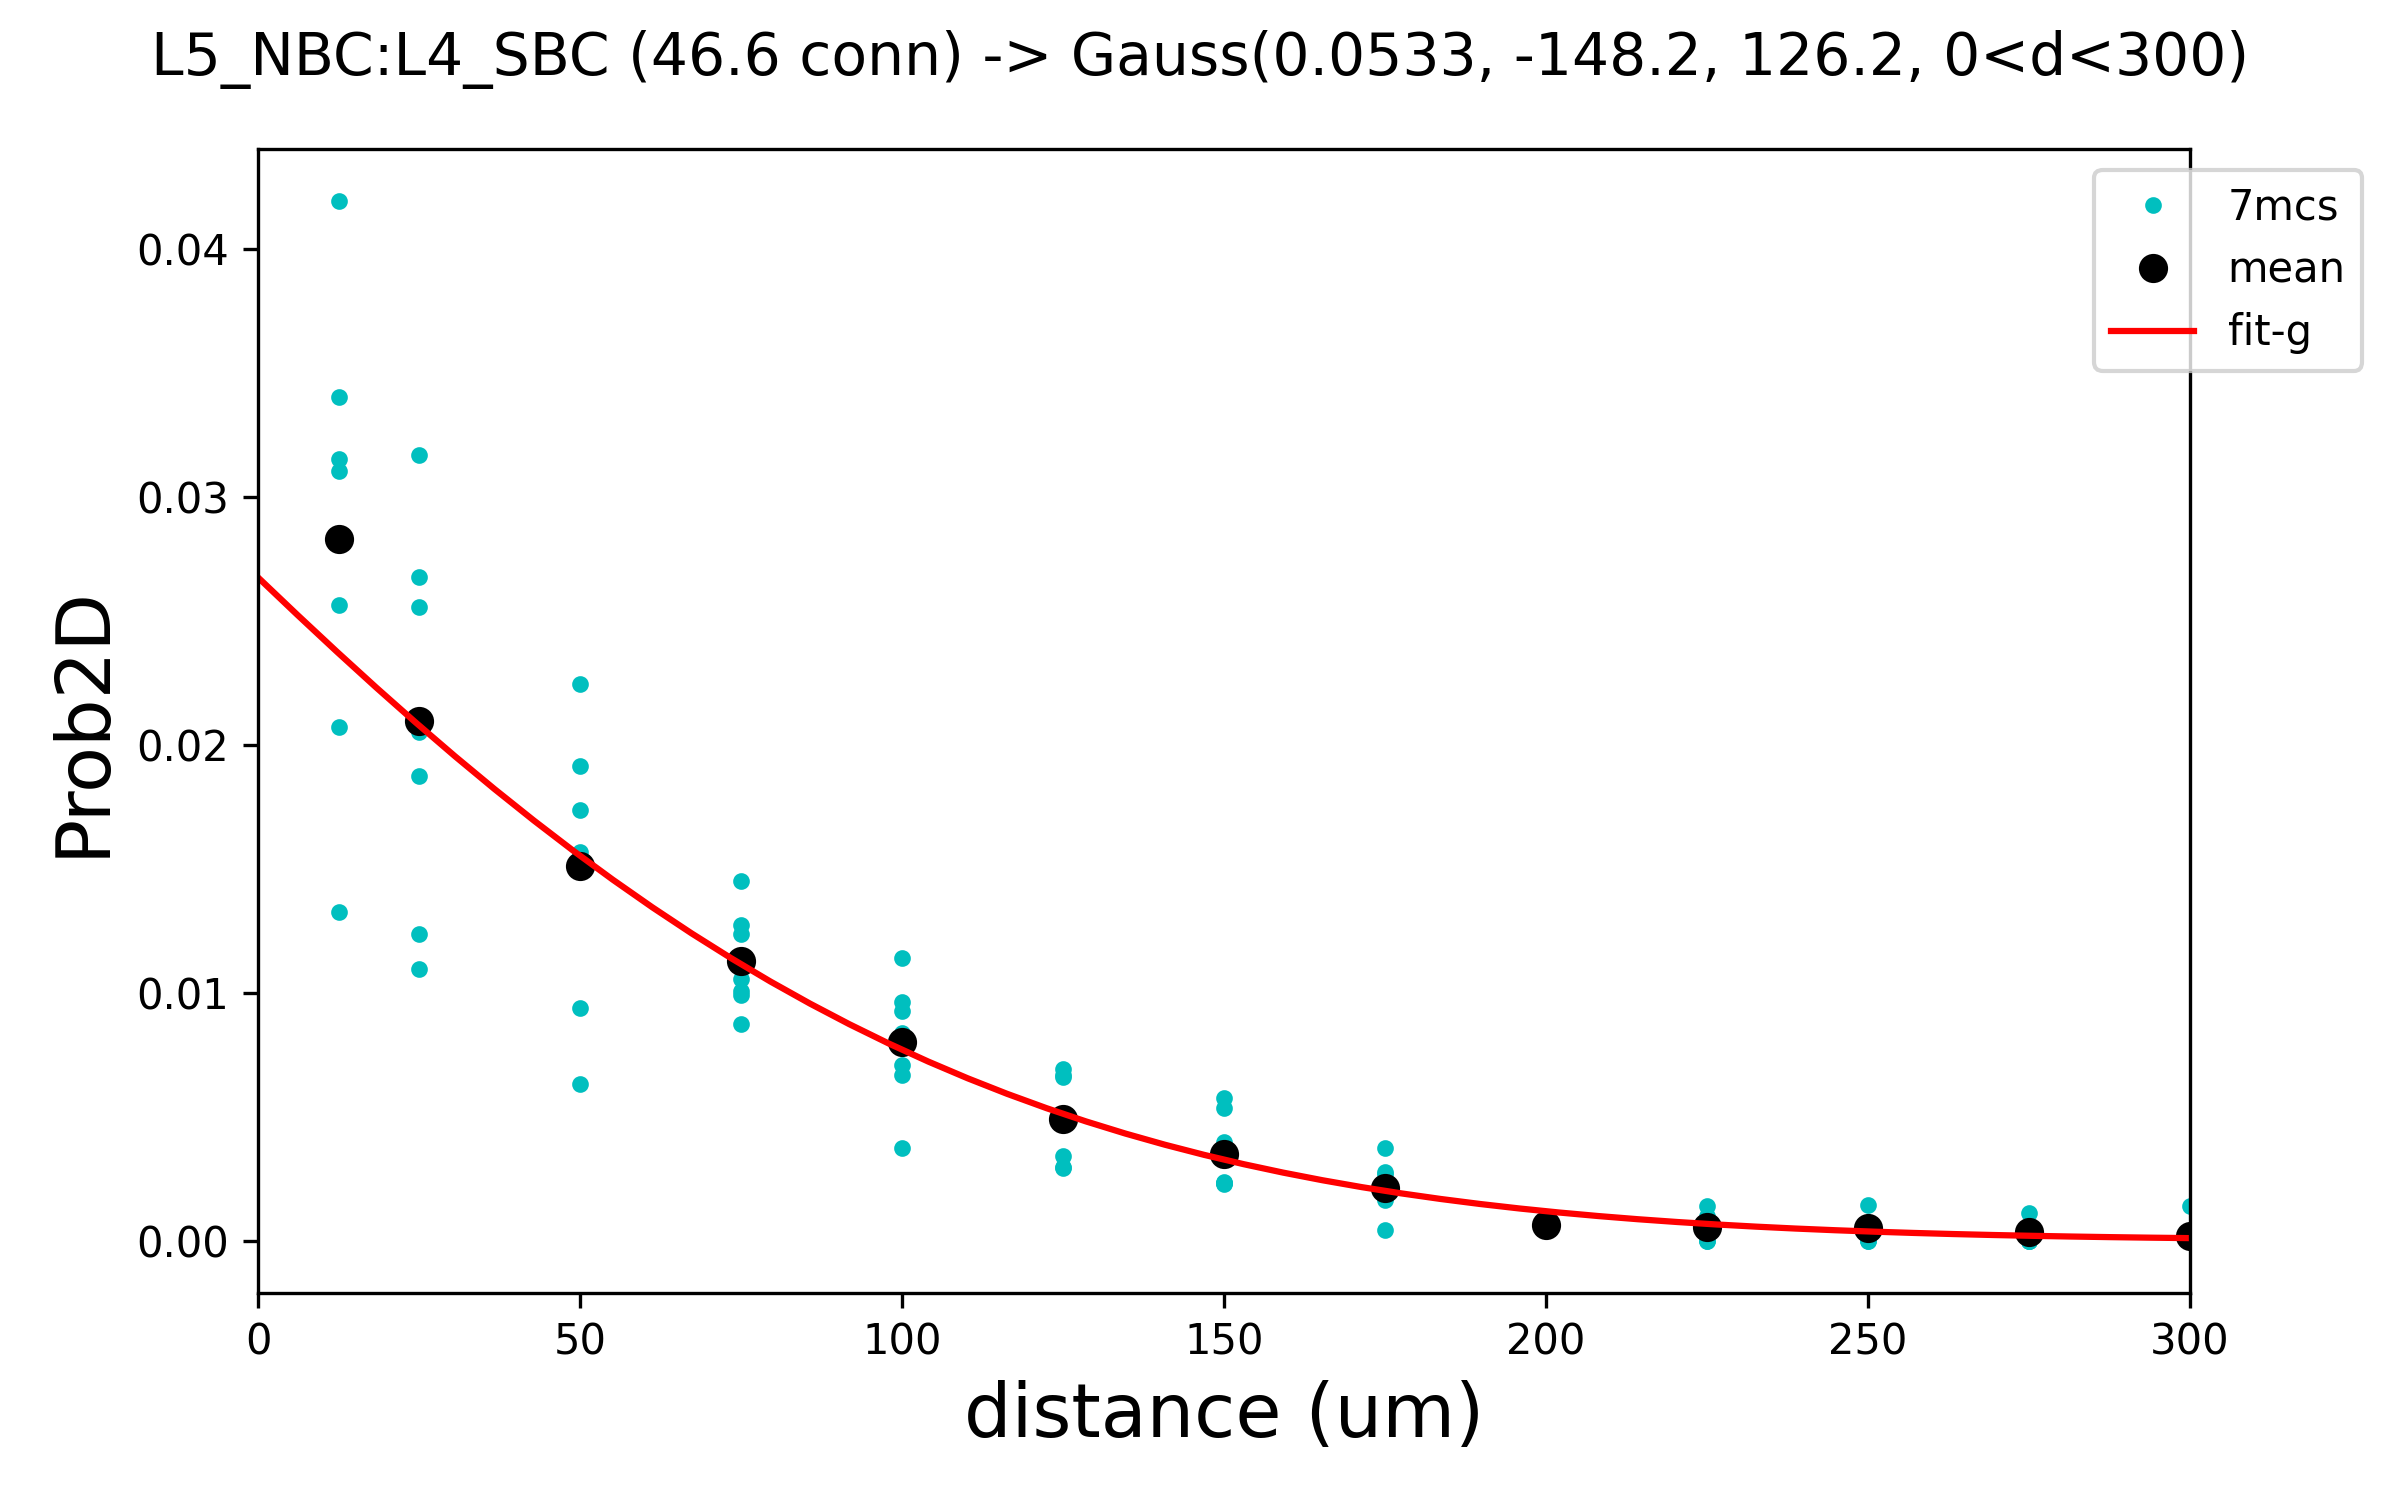 L5_NBC:L4_SBC (46.6 conn) -> Gauss(0.0533, -148.2, 126.2, 0<d<300)
7mcs
mean
fit-g
Prob2D
0.04
0.03
0.02
0.01
0.00
0
50
100
150
200
250
300
distance (um)